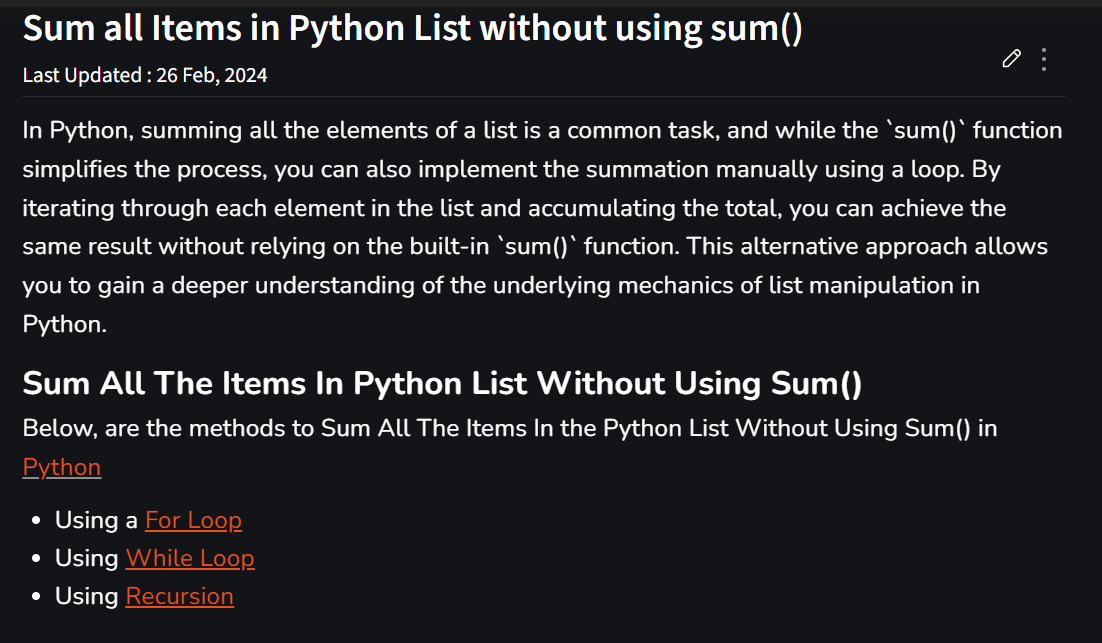 Sum all Items in Python List without using sum()
Last Updated : 26 Feb, 2024
In Python, summing all the elements of a list is a common task, and while the `sum()` function
simplifies the process, you can also implement the summation manually using a loop. By
iterating through each element in the list and accumulating the total, you can achieve the
same result without relying on the built-in `sum()` function. This alternative approach allows
you to gain a deeper understanding of the underlying mechanics of list manipulation in
Python.
Sum All The Items In Python List Without Using Sum()
Below, are the methods to Sum All The Items In the Python List Without Using Sum() in
Python
• Using a For Loop
• Using While Loop
• Using Recursion